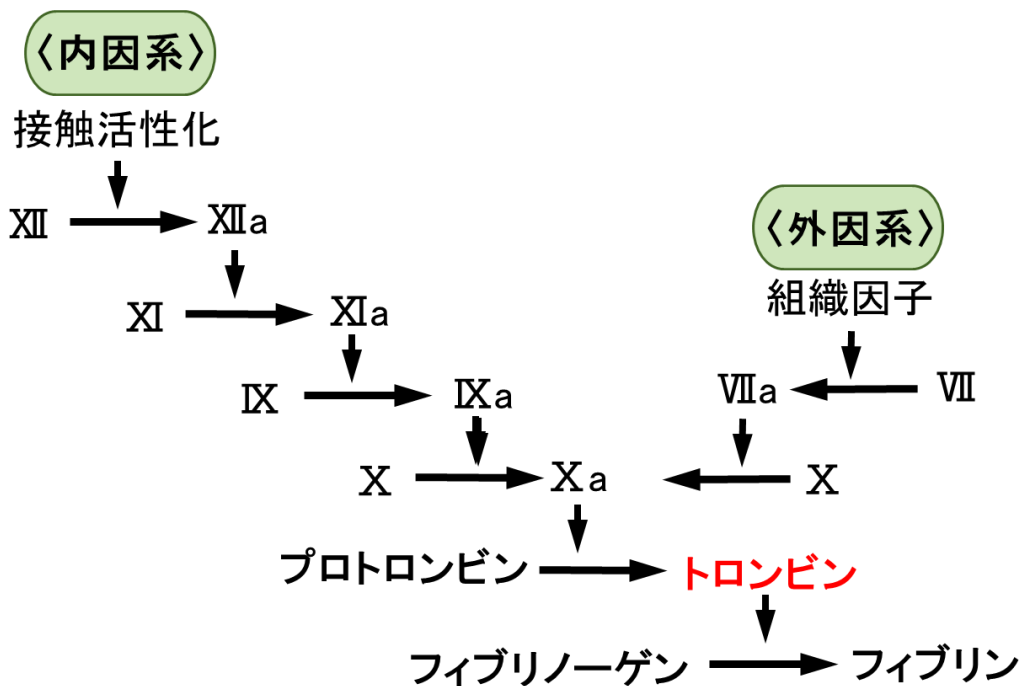 〈内因系〉
接触活性化
Ⅻ Ⅻa
〈外因系〉
組織因子
Ⅺ Ⅺa
Ⅸ Ⅸa Ⅶa Ⅶ
Ⅹ Ⅹa Ⅹ
プロトロンビン トロンビン
フィブリノーゲン フィブリン